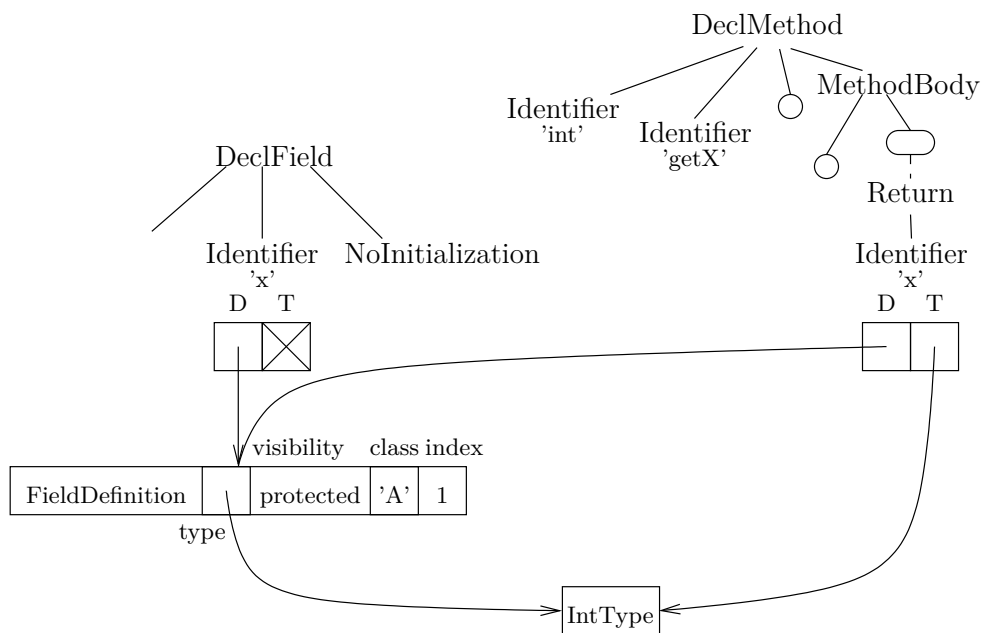 DeclMethod
MethodBody
Identifier
'int'
Identifier
'getX'
DeclField
Return
Identifier
'x'
NoInitialization
Identifier
'x'
D T
D T
visibility class index
FieldDefinition protected 'A' 1
type
IntType